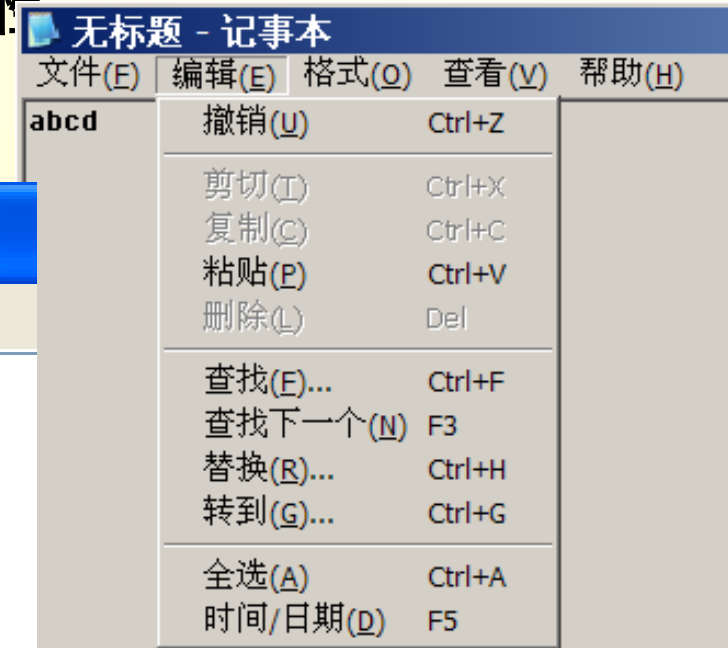 无标题 - 记事本
文件(F) 编辑(E) 格式(O) 查看(V) 帮助(H)
abcd
撤销(U) Ctrl+Z
剪切(T) Ctrl+X
复制(C) Ctrl+C
粘贴(P) Ctrl+V
删除(L) Del
查找(F)... Ctrl+F
查找下一个(N) F3
替换(R)... Ctrl+H
转到(G)... Ctrl+G
全选(A) Ctrl+A
时间/日期(D) F5